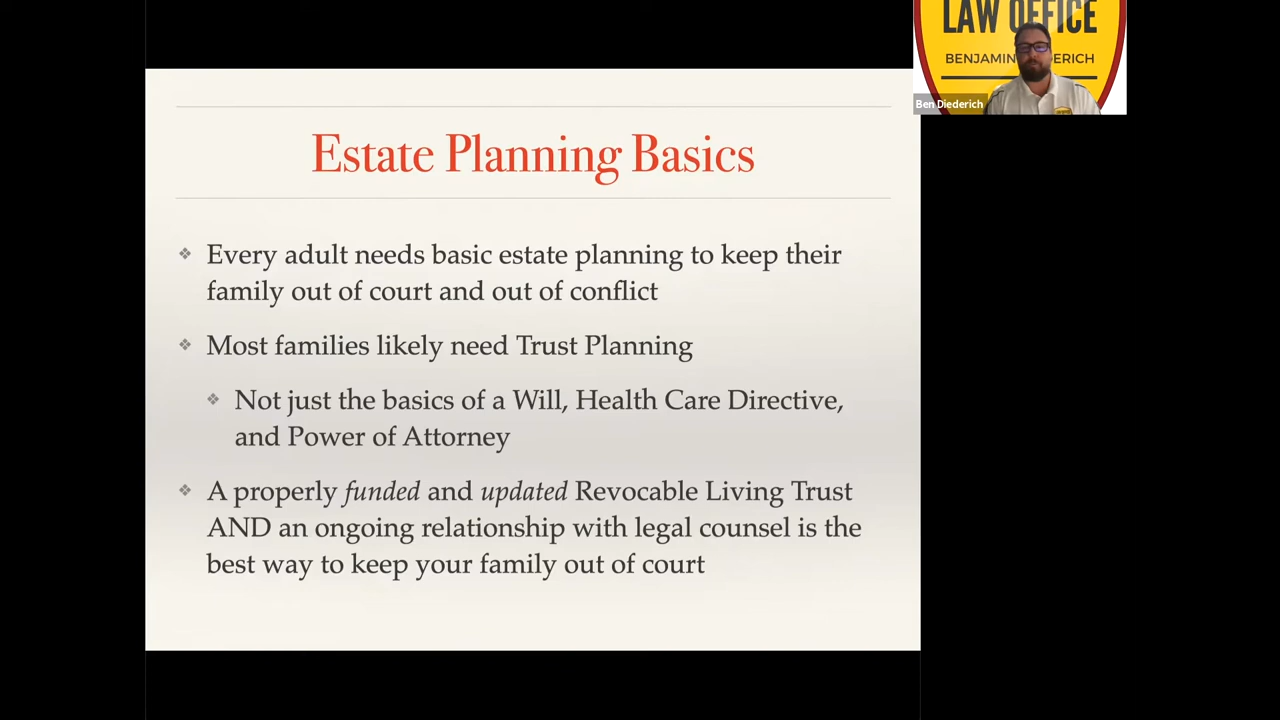 LAW OFFICE
BENJAMIN ERICH
Ben Diederich
Estate Planning Basics
❖ Every adult needs basic estate planning to keep their
family out of court and out of conflict
❖ Most families likely need Trust Planning
❖ Not just the basics of a Will, Health Care Directive,
and Power of Attorney
❖ A properly funded and updated Revocable Living Trust
AND an ongoing relationship with legal counsel is the
best way to keep your family out of court